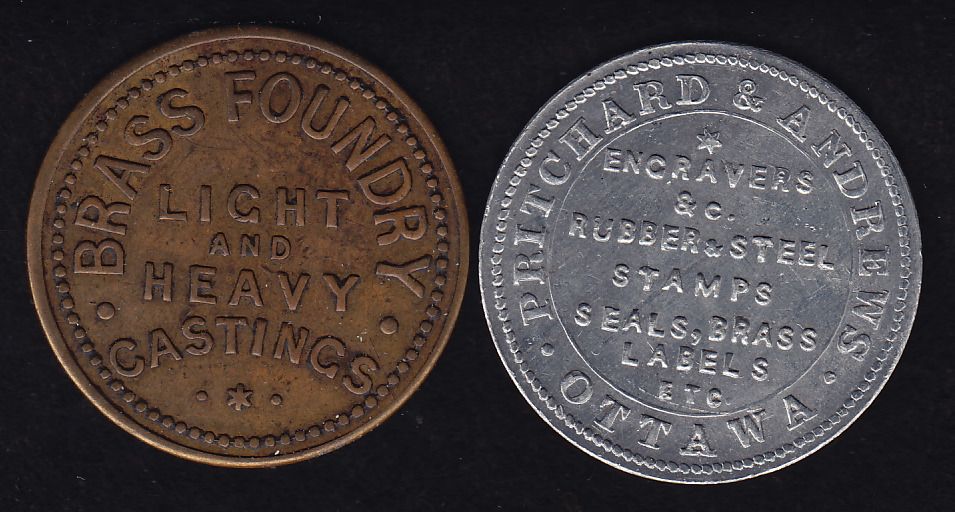 BRASS FOUNDRY
LIGHT
AND
HEAVY
CASTINGS
PRITCHARD & ANDREWS
ENGRAVERS
&C.
RUBBER & STEEL
STAMPS
SEALS, BRASS
LABELS
ETC
OTTAWA